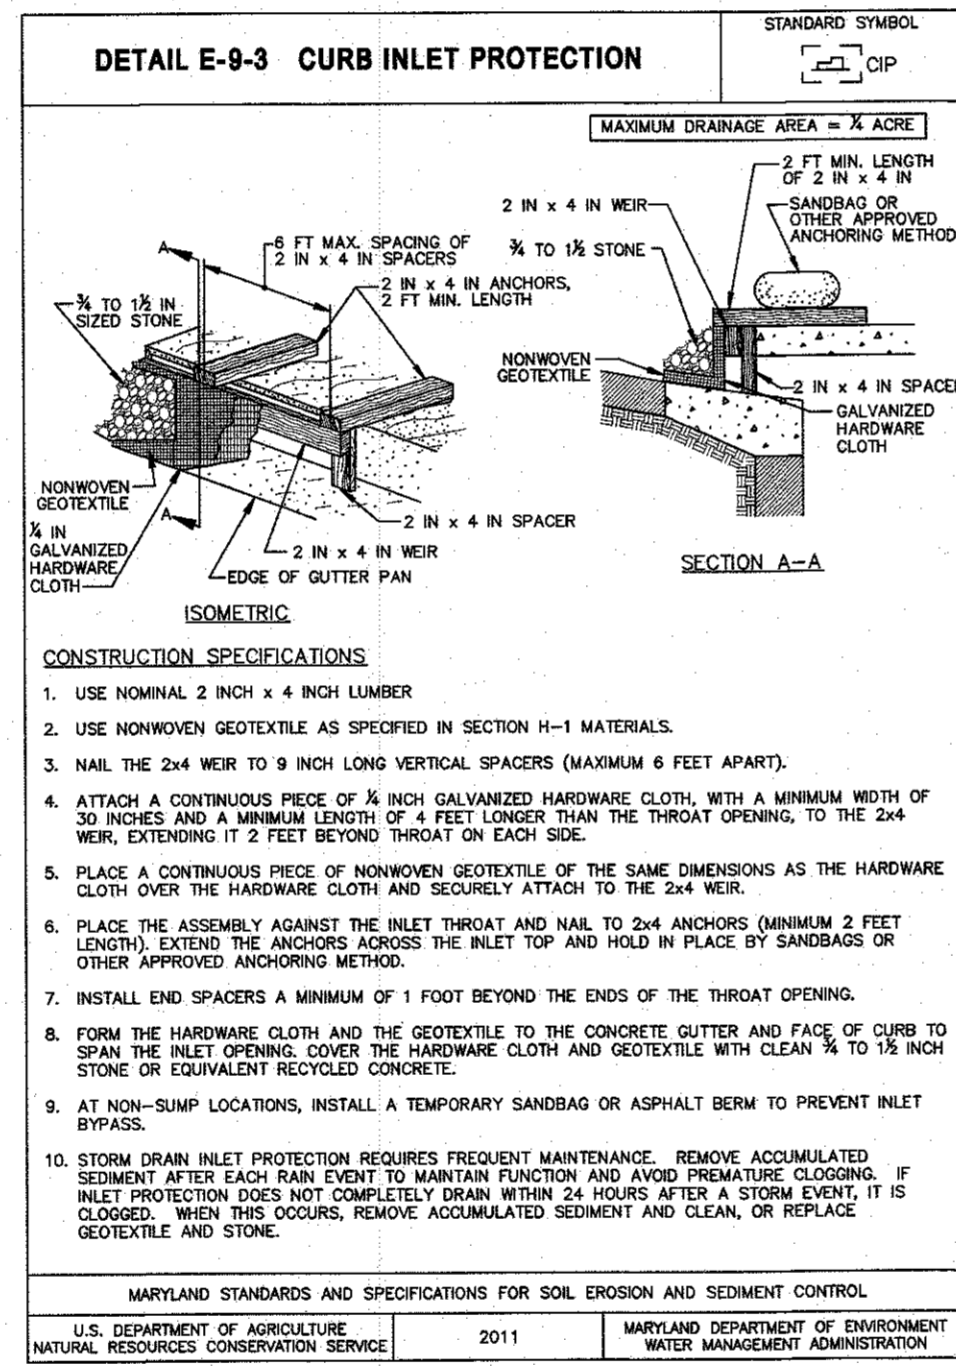 DETAIL E-9-3 CURB INLET PROTECTION
STANDARD SYMBOL
CIP
MAXIMUM DRAINAGE AREA = ¼ ACRE
6 FT MAX. SPACING OF
2 IN x 4 IN SPACERS
2 IN x 4 IN ANCHORS,
2 FT MIN. LENGTH
A
¾ TO 1½ IN
SIZED STONE
NONWOVEN
GEOTEXTILE
A
¼ IN
GALVANIZED
HARDWARE
CLOTH
2 IN x 4 IN SPACER
2 IN x 4 IN WEIR
EDGE OF GUTTER PAN
ISOMETRIC
2 FT MIN. LENGTH
OF 2 IN x 4 IN
2 IN x 4 IN WEIR
SANDBAG OR
OTHER APPROVED
ANCHORING METHOD
¾ TO 1½ STONE
NONWOVEN
GEOTEXTILE
2 IN x 4 IN SPACER
GALVANIZED
HARDWARE
CLOTH
SECTION A-A
CONSTRUCTION SPECIFICATIONS
1. USE NOMINAL 2 INCH x 4 INCH LUMBER
2. USE NONWOVEN GEOTEXTILE AS SPECIFIED IN SECTION H-1 MATERIALS.
3. NAIL THE 2x4 WEIR TO 9 INCH LONG VERTICAL SPACERS (MAXIMUM 6 FEET APART).
4. ATTACH A CONTINUOUS PIECE OF ¼ INCH GALVANIZED HARDWARE CLOTH, WITH A MINIMUM WIDTH OF
30 INCHES AND A MINIMUM LENGTH OF 4 FEET LONGER THAN THE THROAT OPENING, TO THE 2x4
WEIR, EXTENDING IT 2 FEET BEYOND THROAT ON EACH SIDE.
5. PLACE A CONTINUOUS PIECE OF NONWOVEN GEOTEXTILE OF THE SAME DIMENSIONS AS THE HARDWARE
CLOTH OVER THE HARDWARE CLOTH AND SECURELY ATTACH TO THE 2x4 WEIR.
6. PLACE THE ASSEMBLY AGAINST THE INLET THROAT AND NAIL TO 2x4 ANCHORS (MINIMUM 2 FEET
LENGTH). EXTEND THE ANCHORS ACROSS THE INLET TOP AND HOLD IN PLACE BY SANDBAGS OR
OTHER APPROVED ANCHORING METHOD.
7. INSTALL END SPACERS A MINIMUM OF 1 FOOT BEYOND THE ENDS OF THE THROAT OPENING.
8. FORM THE HARDWARE CLOTH AND THE GEOTEXTILE TO THE CONCRETE GUTTER AND FACE OF CURB TO
SPAN THE INLET OPENING. COVER THE HARDWARE CLOTH AND GEOTEXTILE WITH CLEAN ¾ TO 1½ INCH
STONE OR EQUIVALENT RECYCLED CONCRETE.
9. AT NON-SUMP LOCATIONS, INSTALL A TEMPORARY SANDBAG OR ASPHALT BERM TO PREVENT INLET
BYPASS.
10. STORM DRAIN INLET PROTECTION REQUIRES FREQUENT MAINTENANCE. REMOVE ACCUMULATED
SEDIMENT AFTER EACH RAIN EVENT TO MAINTAIN FUNCTION AND AVOID PREMATURE CLOGGING. IF
INLET PROTECTION DOES NOT COMPLETELY DRAIN WITHIN 24 HOURS AFTER A STORM EVENT, IT IS
CLOGGED. WHEN THIS OCCURS, REMOVE ACCUMULATED SEDIMENT AND CLEAN, OR REPLACE
GEOTEXTILE AND STONE.
MARYLAND STANDARDS AND SPECIFICATIONS FOR SOIL EROSION AND SEDIMENT CONTROL
U.S. DEPARTMENT OF AGRICULTURE
NATURAL RESOURCES CONSERVATION SERVICE
2011
MARYLAND DEPARTMENT OF ENVIRONMENT
WATER MANAGEMENT ADMINISTRATION